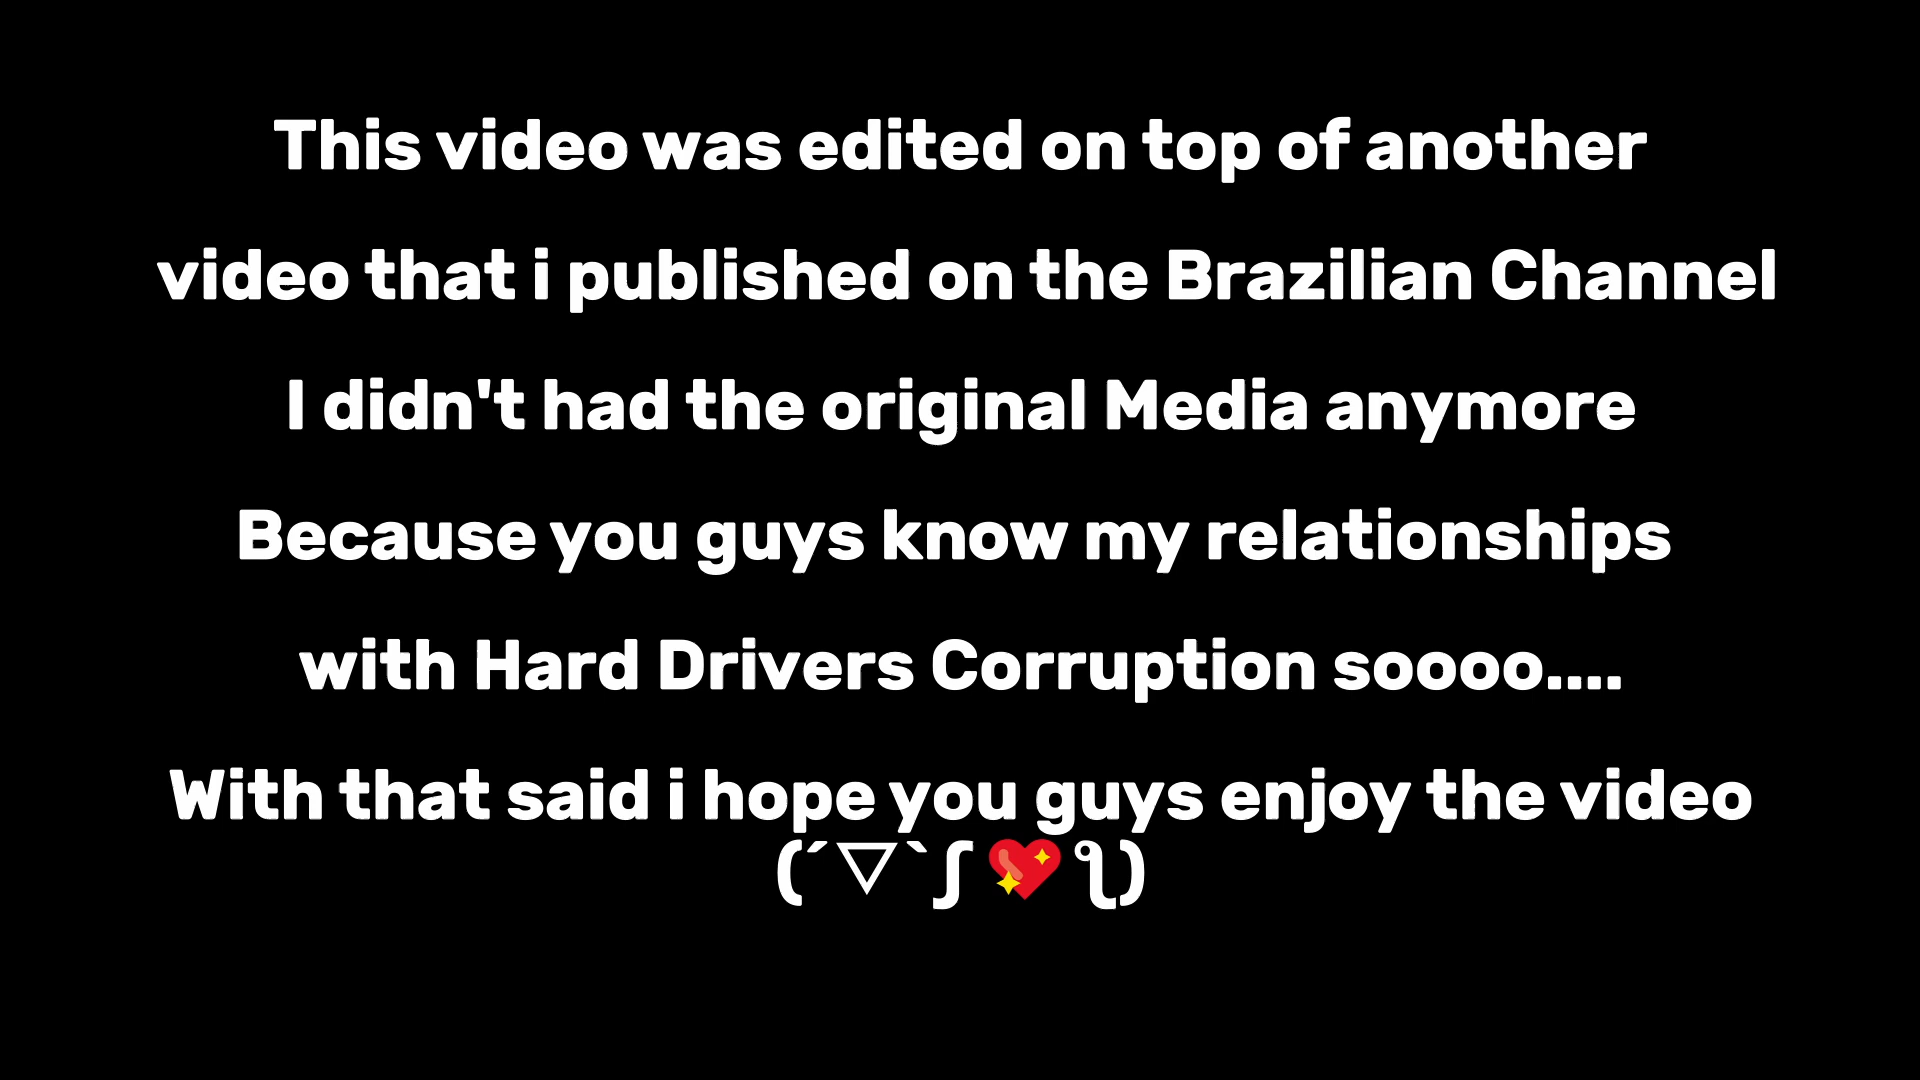 This video was edited on top of another
video that i published on the Brazilian Channel
I didn't had the original Media anymore
Because you guys know my relationships
with Hard Drivers Corruption soooo....
With that said i hope you guys enjoy the video
(´▽`ʃ💖ƪ)